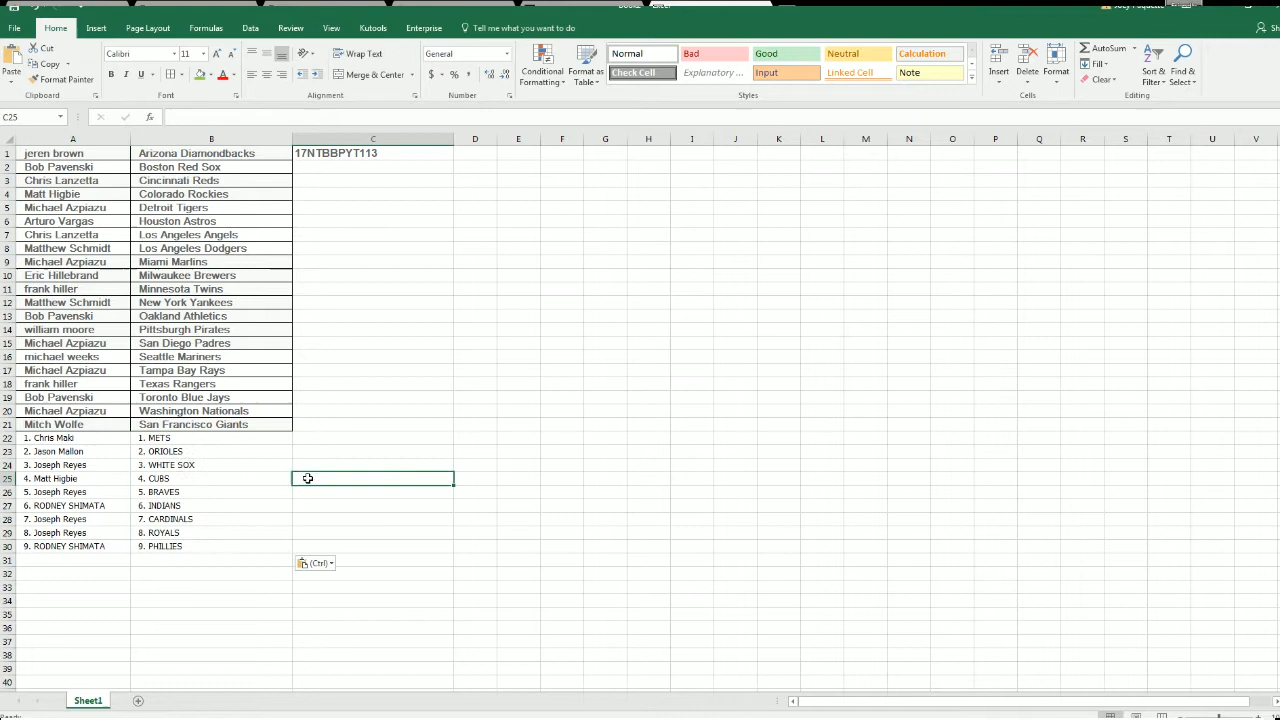 File Home Insert Page Layout Formulas Data Review View Kutools Enterprise Tell me what you want to do
Cut
Copy
Format Painter
Paste
Clipboard
Calibri 11
B I U
Font
Wrap Text
Merge & Center
Alignment
General
$ % ,
Number
Conditional Formatting
Format as Table
Normal Bad Good Neutral Calculation
Check Cell Explanatory ... Input Linked Cell Note
Styles
Insert Delete Format
Cells
AutoSum
Fill
Clear
Sort & Filter
Find & Select
Editing
C25 fx
A B C D E F G H I J K L M N O P Q R S T U V
1 jeren brown Arizona Diamondbacks 17NTBBPYT113
2 Bob Pavenski Boston Red Sox
3 Chris Lanzetta Cincinnati Reds
4 Matt Higbie Colorado Rockies
5 Michael Azpiazu Detroit Tigers
6 Arturo Vargas Houston Astros
7 Chris Lanzetta Los Angeles Angels
8 Matthew Schmidt Los Angeles Dodgers
9 Michael Azpiazu Miami Marlins
10 Eric Hillebrand Milwaukee Brewers
11 frank hiller Minnesota Twins
12 Matthew Schmidt New York Yankees
13 Bob Pavenski Oakland Athletics
14 william moore Pittsburgh Pirates
15 Michael Azpiazu San Diego Padres
16 michael weeks Seattle Mariners
17 Michael Azpiazu Tampa Bay Rays
18 frank hiller Texas Rangers
19 Bob Pavenski Toronto Blue Jays
20 Michael Azpiazu Washington Nationals
21 Mitch Wolfe San Francisco Giants
22 1. Chris Maki 1. METS
23 2. Jason Mallon 2. ORIOLES
24 3. Joseph Reyes 3. WHITE SOX
25 4. Matt Higbie 4. CUBS
26 5. Joseph Reyes 5. BRAVES
27 6. RODNEY SHIMATA 6. INDIANS
28 7. Joseph Reyes 7. CARDINALS
29 8. Joseph Reyes 8. ROYALS
30 9. RODNEY SHIMATA 9. PHILLIES
31 (Ctrl)
32
33
34
35
36
37
38
39
40
Sheet1